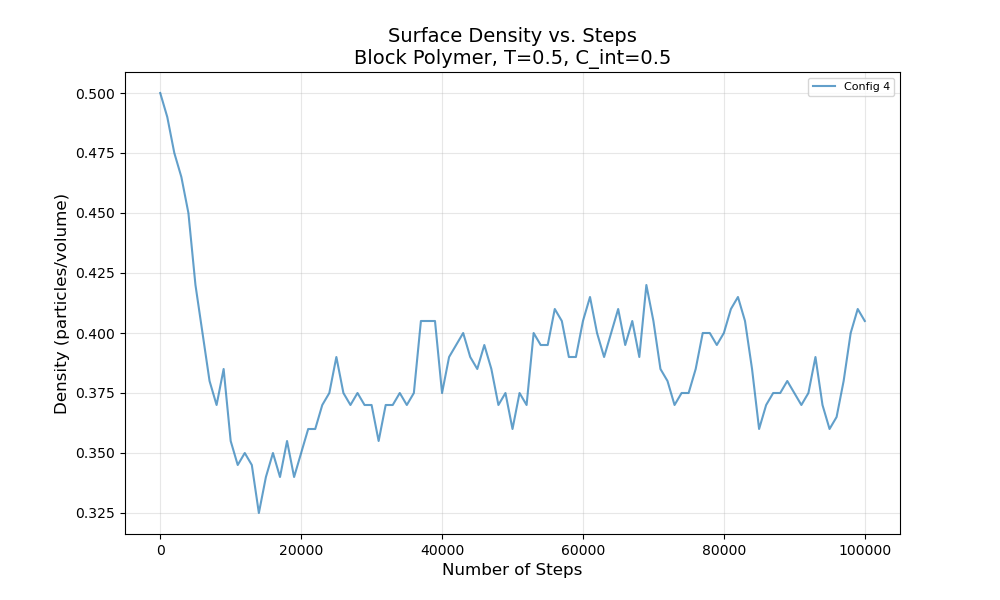 Surface Density vs. Steps
Block Polymer, T=0.5, C_int=0.5
Config 4
Density (particles/volume)
0.500
0.475
0.450
0.425
0.400
0.375
0.350
0.325
0
20000
40000
60000
80000
100000
Number of Steps